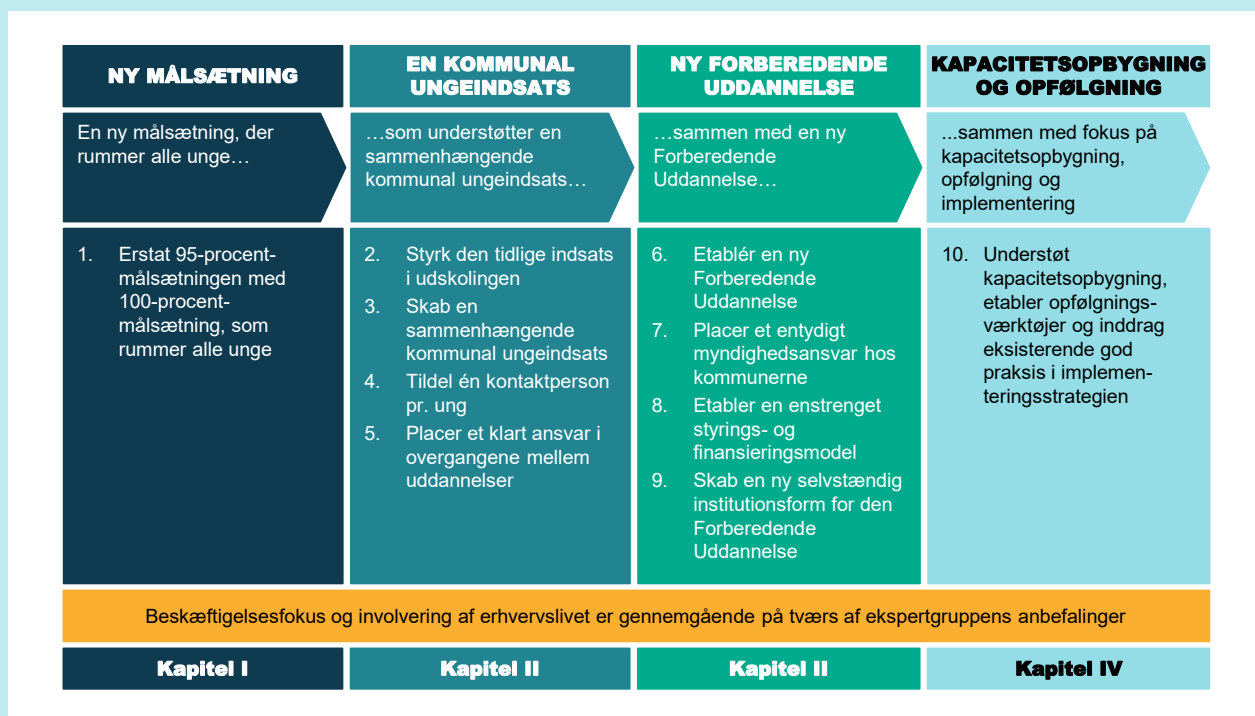 NY MÅLSÆTNING
En ny målsætning, der
rummer alle unge…
1. Erstat 95-procent-
målsætningen med
100-procent-
målsætning, som
rummer alle unge
EN KOMMUNAL
UNGEINDSATS
…som understøtter en
sammenhængende
kommunal ungeindsats…
2. Styrk den tidlige indsats
i udskolingen
3. Skab en
sammenhængende
kommunal ungeindsats
4. Tildel én kontaktperson
pr. ung
5. Placer et klart ansvar i
overgangene mellem
uddannelser
NY FORBEREDENDE
UDDANNELSE
…sammen med en ny
Forberedende
Uddannelse…
6. Etablér en ny
Forberedende
Uddannelse
7. Placer et entydigt
myndighedsansvar hos
kommunerne
8. Etabler en enstrenget
styrings- og
finansieringsmodel
9. Skab en ny selvstændig
institutionsform for den
Forberedende
Uddannelse
KAPACITETSOPBYGNING
OG OPFØLGNING
...sammen med fokus på
kapacitetsopbygning,
opfølgning og
implementering
10. Understøt
kapacitetsopbygning,
etabler opfølgnings-
værktøjer og inddrag
eksisterende god
praksis i implemen-
teringsstrategien
Beskæftigelsesfokus og involvering af erhvervslivet er gennemgående på tværs af ekspertgruppens anbefalinger
Kapitel I
Kapitel II
Kapitel II
Kapitel IV